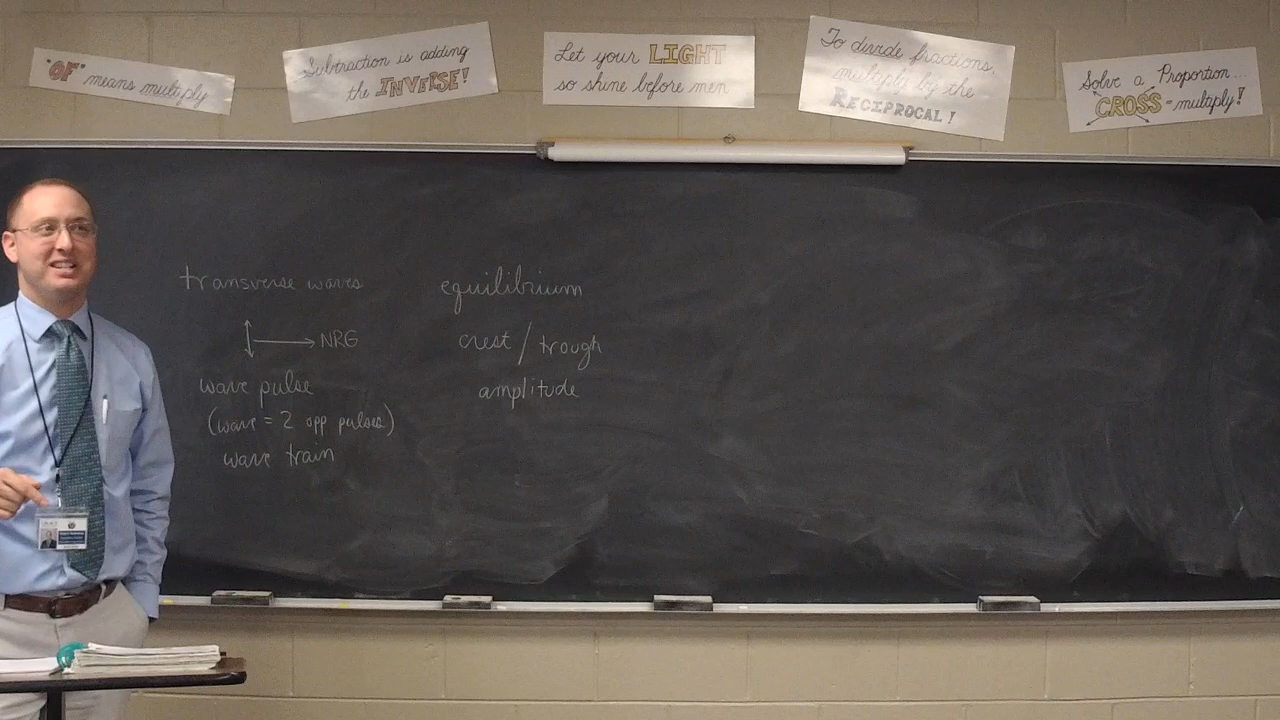 "OF" means multiply
Subtraction is adding
the INVERSE!
Let your LIGHT
so shine before men
To divide fractions,
multiply by the
RECIPROCAL!
Solve a Proportion...
CROSS-multiply!
transverse waves
NRG
wave pulse
(wave = 2 opp pulses)
wave train
equilibrium
crest / trough
amplitude